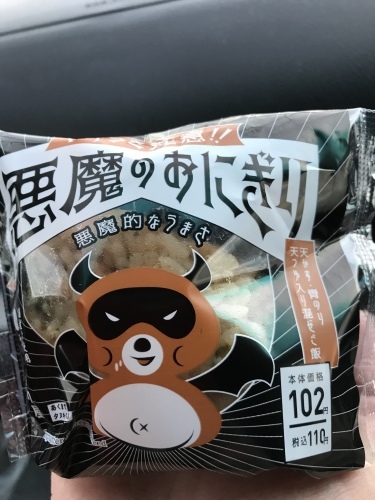 悪魔のおにぎり
悪魔的なうまさ
天かす・青のり
天つゆ入り混ぜご飯
本体価格
102円
税込110円